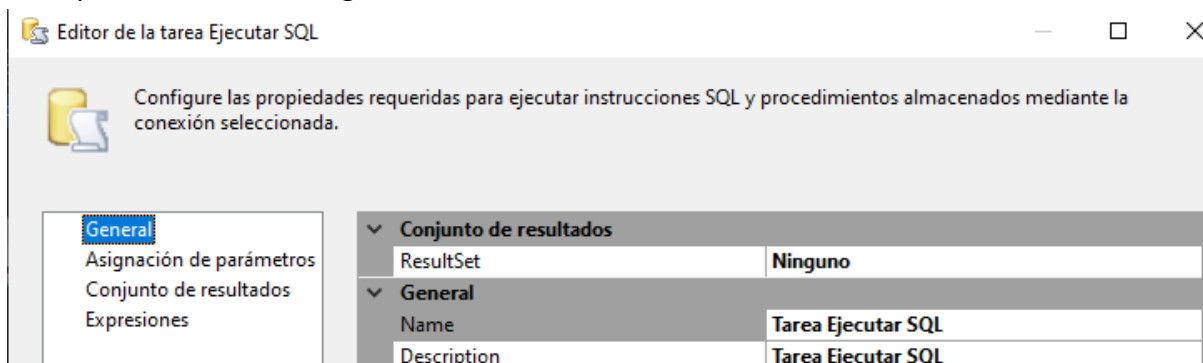 Editor de la tarea Ejecutar SQL
Configure las propiedades requeridas para ejecutar instrucciones SQL y procedimientos almacenados mediante la
conexión seleccionada.
General
Asignación de parámetros
Conjunto de resultados
Expresiones
Conjunto de resultados
ResultSet Ninguno
General
Name Tarea Ejecutar SQL
Description Tarea Ejecutar SQL